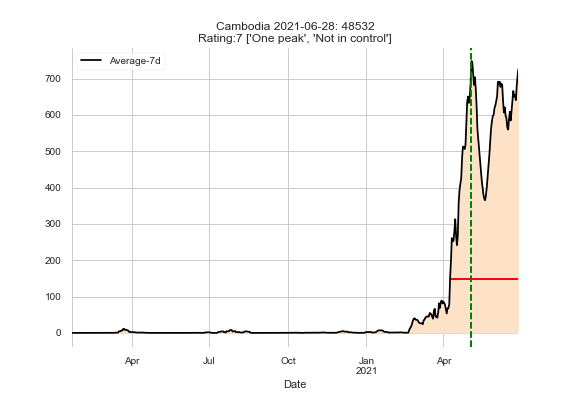 Cambodia 2021-06-28: 48532
Rating:7 ['One peak', 'Not in control']
Average-7d
700
600
500
400
300
200
100
0
Apr
Jul
Oct
Jan
2021
Apr
Date